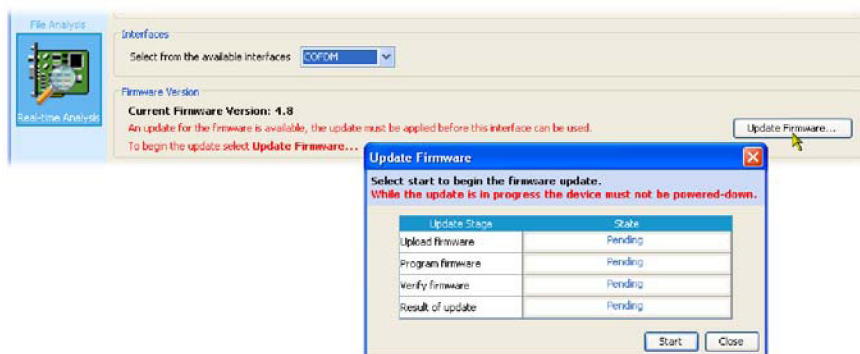 File Analysis
Real-time Analysis
Interfaces
Select from the available interfaces COFDM
Firmware Version
Current Firmware Version: 4.8
An update for the firmware is available, the update must be applied before this interface can be used.
To begin the update select Update Firmware...
Update Firmware...
Update Firmware
Select start to begin the firmware update.
While the update is in progress the device must not be powered-down.
Update Stage State
Upload firmware Pending
Program firmware Pending
Verify firmware Pending
Result of update Pending
Start Close